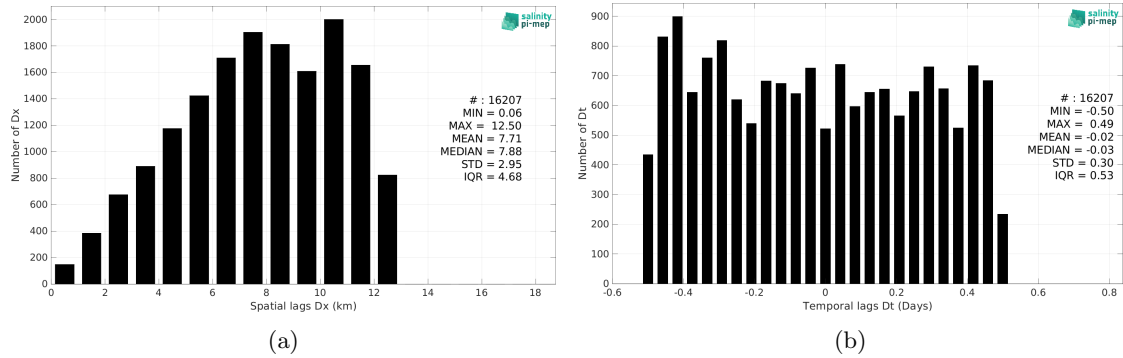 salinity
pi-mep
2000
1800
1600
1400
1200
1000
800
600
400
200
0
Number of Dx
# : 16207
MIN = 0.06
MAX = 12.50
MEAN = 7.71
MEDIAN = 7.88
STD = 2.95
IQR = 4.68
0 2 4 6 8 10 12 14 16 18
Spatial lags Dx (km)
(a)
salinity
pi-mep
900
800
700
600
500
400
300
200
100
0
Number of Dt
# : 16207
MIN = -0.50
MAX = 0.49
MEAN = -0.02
MEDIAN = -0.03
STD = 0.30
IQR = 0.53
-0.6 -0.4 -0.2 0 0.2 0.4 0.6 0.8
Temporal lags Dt (Days)
(b)